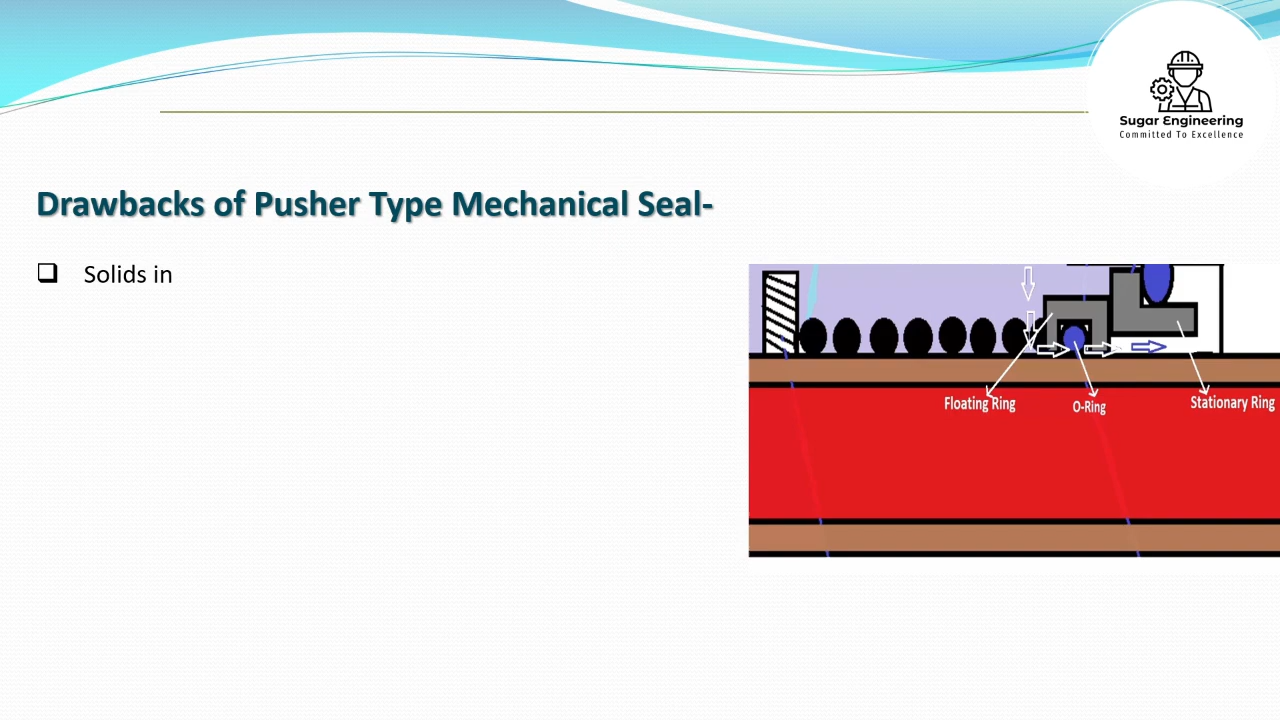 Sugar Engineering
Committed To Excellence
Drawbacks of Pusher Type Mechanical Seal-
Solids in
Floating Ring
O-Ring
Stationary Ring